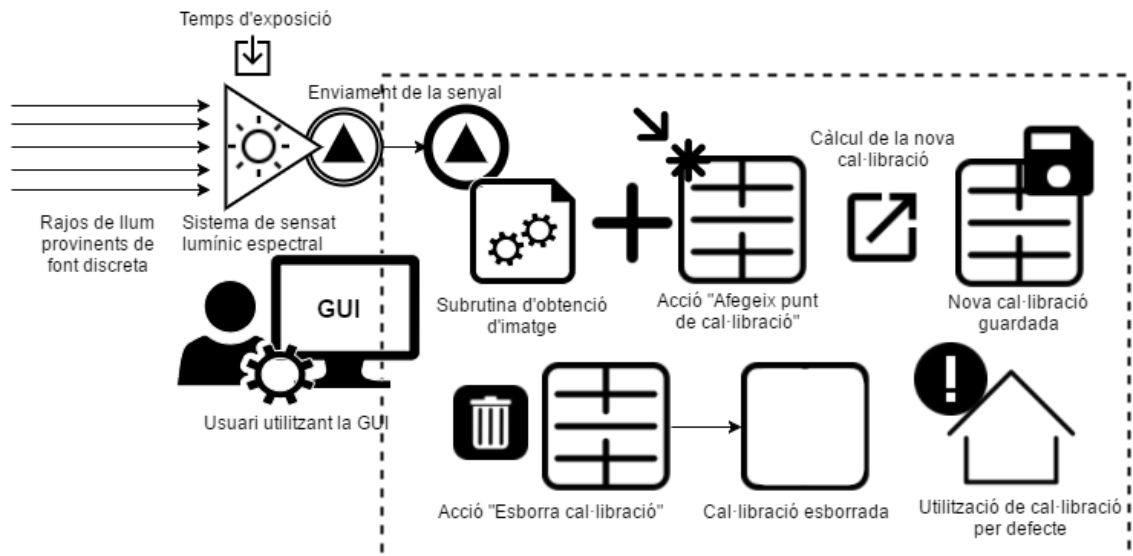 Temps d'exposició
Enviament de la senyal
Càlcul de la nova
cal·libració
Rajos de llum
provinents de
font discreta
Sistema de sensat
lumínic espectral
GUI
Subrutina d'obtenció
d'imatge
Acció "Afegeix punt
de cal·libració"
Nova cal·libració
guardada
Usuari utilitzant la GUI
Acció "Esborra cal·libració"
Cal·libració esborrada
Utilització de cal·libració
per defecte